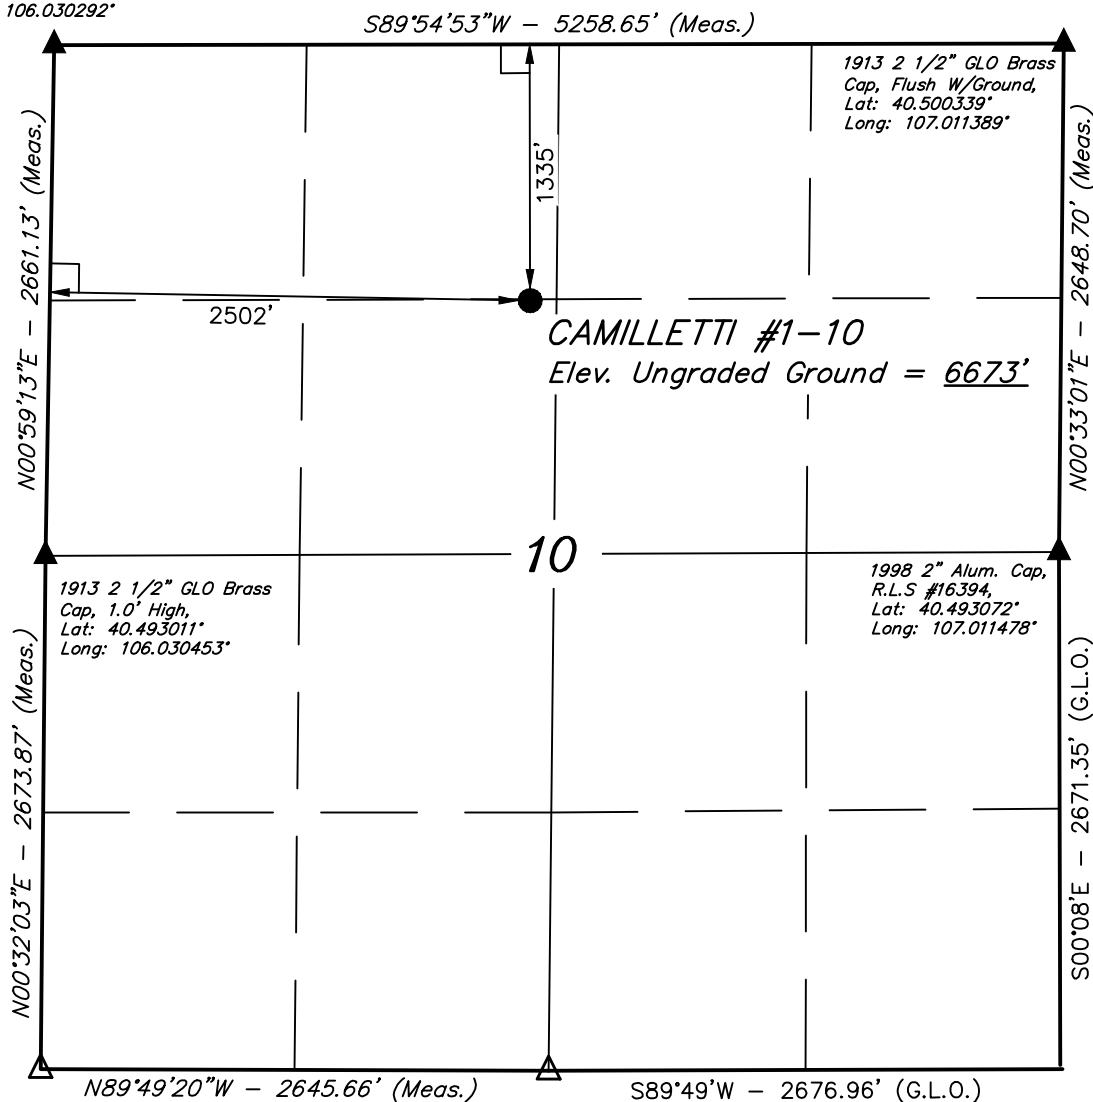 106.030292°
S89°54'53"W - 5258.65' (Meas.)
1913 2 1/2" GLO Brass
Cap, Flush W/Ground,
Lat: 40.500339°
Long: 107.011389°
N00°59'13"E - 2661.13' (Meas.)
1335'
N00°33'01"E - 2648.70' (Meas.)
2502'
CAMILLETTI #1-10
Elev. Ungraded Ground = 6673'
10
1913 2 1/2" GLO Brass
Cap, 1.0' High,
Lat: 40.493011°
Long: 106.030453°
1998 2" Alum. Cap,
R.L.S #16394,
Lat: 40.493072°
Long: 107.011478°
N00°32'03"E - 2673.87' (Meas.)
S00°08'E - 2671.35' (G.L.O.)
N89°49'20"W - 2645.66' (Meas.)
S89°49'W - 2676.96' (G.L.O.)